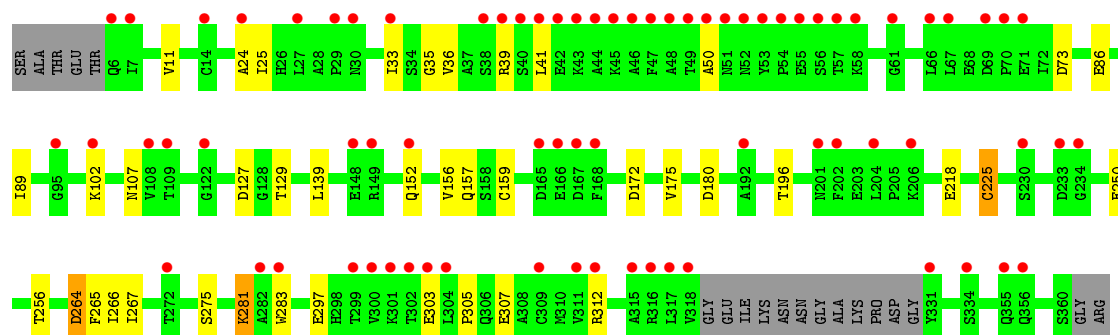 SER ALA THR GLU THR Q6 I7 V11 C14 A24 I25 H26 L27 A28 P29 N30 I33 S34 G35 V36 A37 S38 R39 S40 L41 E42 K43 A44 K45 A46 F47 A48 T49 A50 N51 N52 Y53 P54 E55 S56 T57 K58 G61 L66 L67 E68 D69 P70 E71 I72 D73 E86
I89 G95 K102 N107 V108 T109 G122 D127 G128 T129 L139 E148 R149 Q152 V156 Q157 S158 C159 D165 E166 D167 F168 D172 V175 D180 A192 T196 N201 F202 E203 L204 P205 K206 E218 C225 S230 D233 G234 E250
T256 D264 F265 I266 I267 T272 S275 K281 A282 W283 E297 H298 T299 V300 K301 T302 E303 L304 P305 Q306 E307 A308 C309 M310 V311 R312 A315 R316 L317 V318 GLY GLU ILE LYS ASN ASN GLY ALA LYS PRO ASP GLY Y331 S334 Q355 Q356 S360 GLY ARG